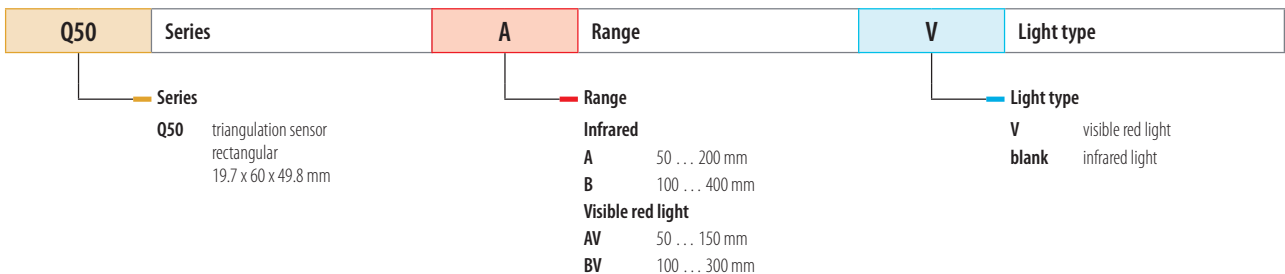 Q50 Series A Range V Light type
Series
Q50 triangulation sensor
rectangular
19.7 x 60 x 49.8 mm
Range
Infrared
A 50 … 200 mm
B 100 … 400 mm
Visible red light
AV 50 … 150 mm
BV 100 … 300 mm
Light type
V visible red light
blank infrared light